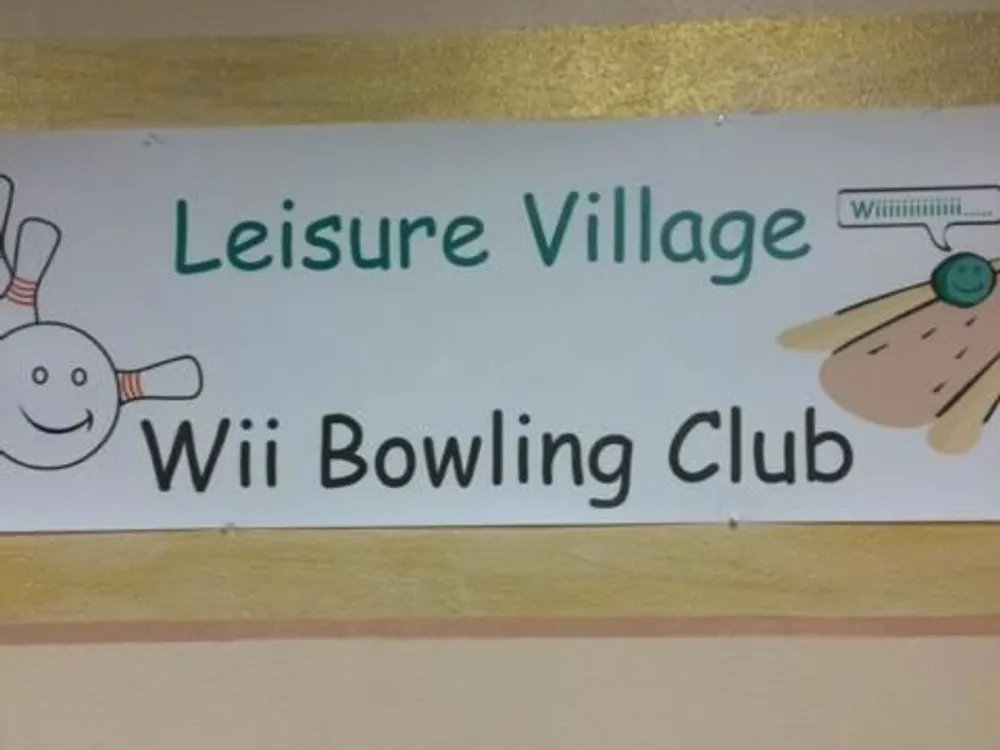 Leisure Village
Wiiiiiiiiiiiii.....
Wii Bowling Club